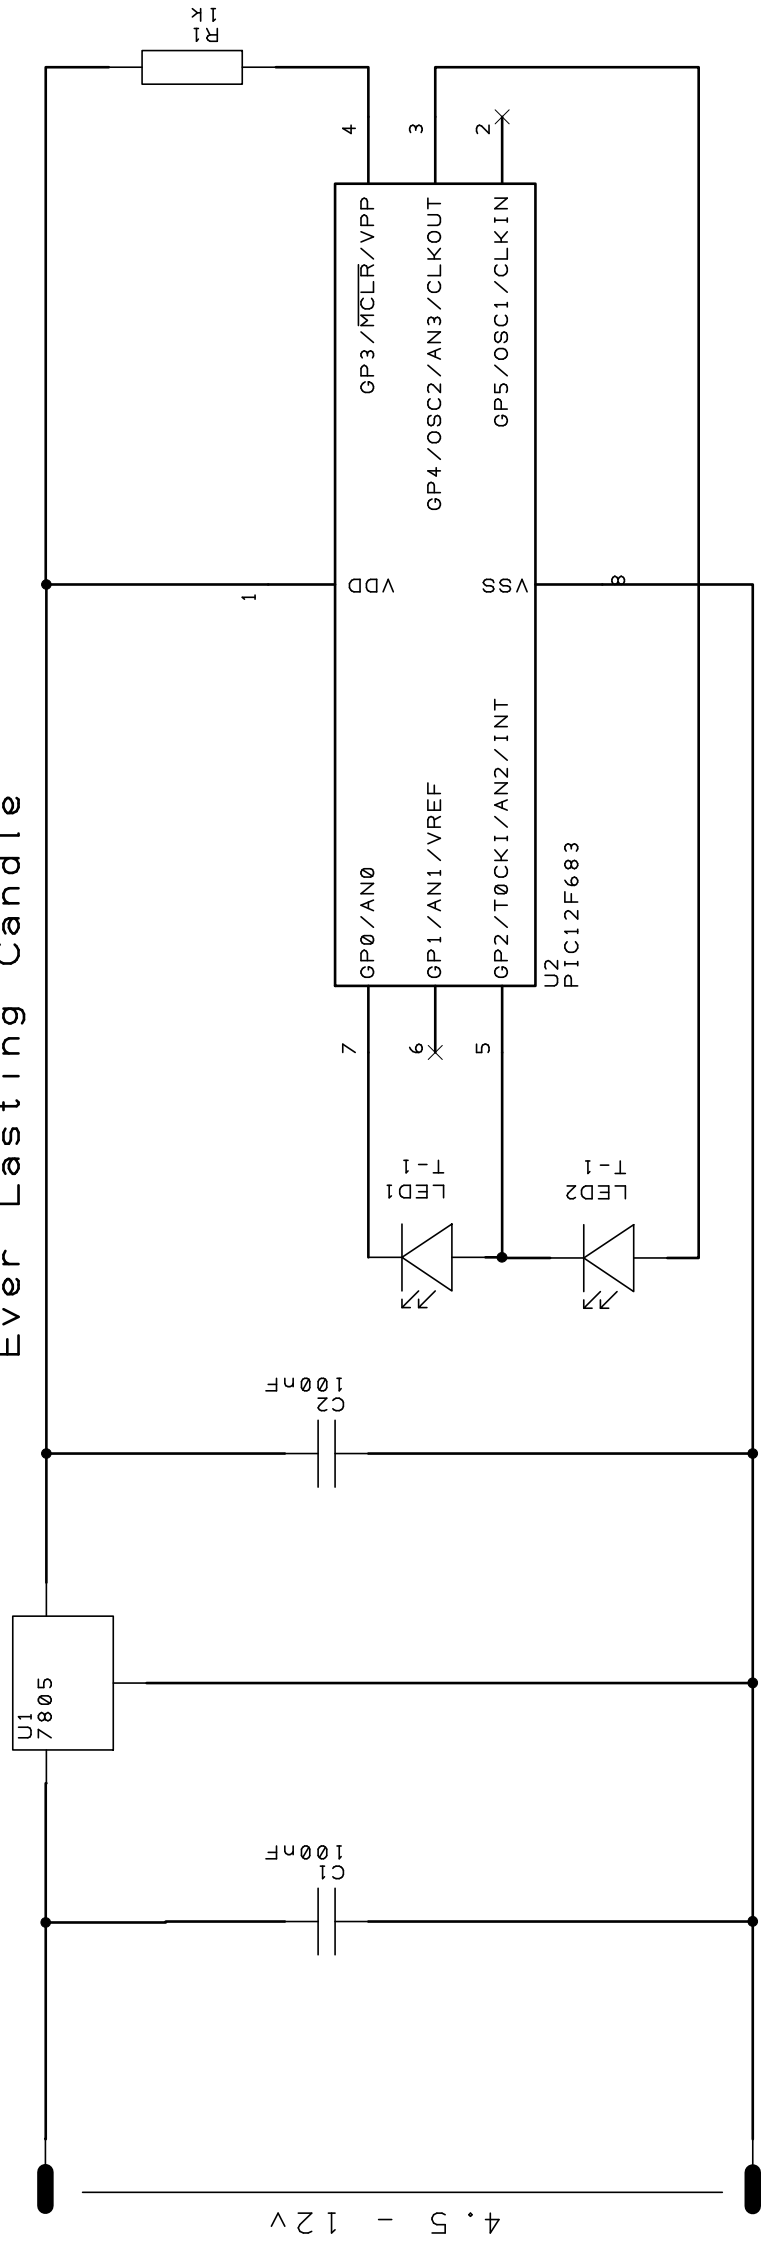 Ever Lasting Candle
R1
1k
4
3
2
GP3/MCLR/VPP
GP4/OSC2/AN3/CLKOUT
GP5/OSC1/CLKIN
1
VDD
VSS
8
GP0/AN0
GP1/AN1/VREF
GP2/T0CKI/AN2/INT
U2
PIC12F683
7
6
5
LED1
T-1
LED2
T-1
C2
100nF
U1
7805
C1
100nF
4.5 - 12v